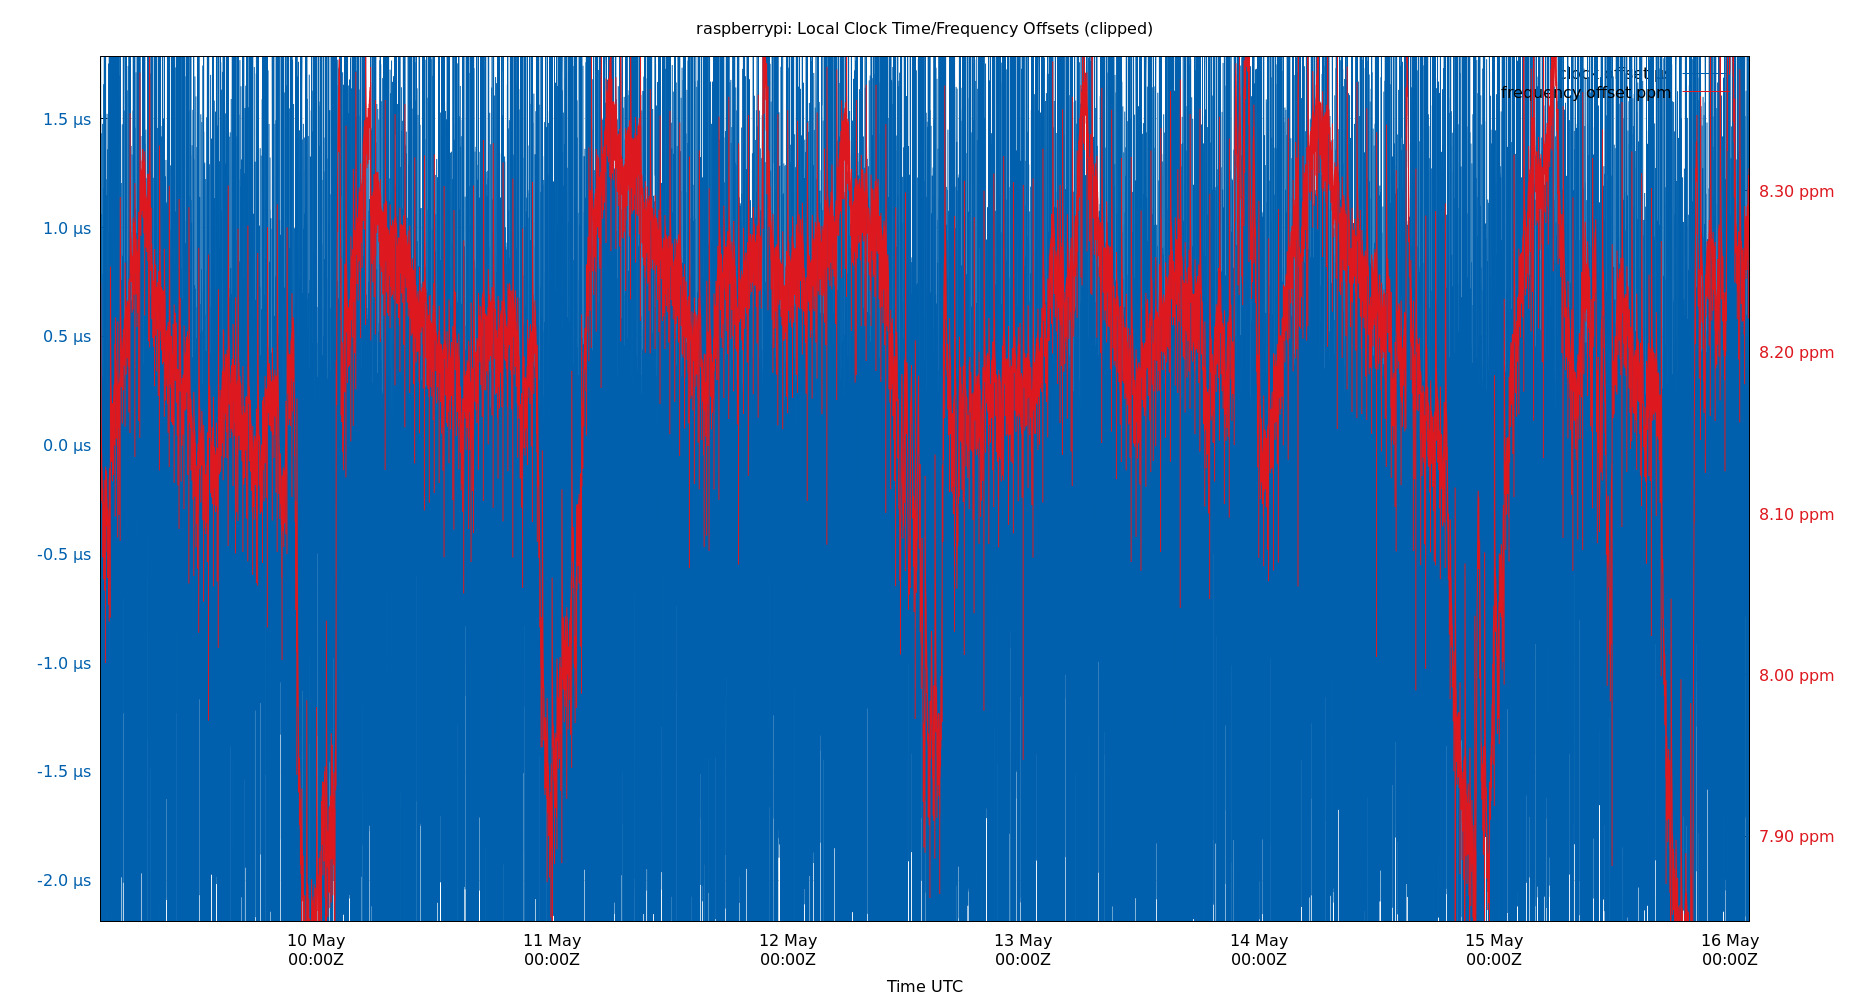 raspberrypi: Local Clock Time/Frequency Offsets (clipped)
clock offset µs
frequency offset ppm
1.5 µs
1.0 µs
0.5 µs
0.0 µs
-0.5 µs
-1.0 µs
-1.5 µs
-2.0 µs
8.30 ppm
8.20 ppm
8.10 ppm
8.00 ppm
7.90 ppm
10 May
00:00Z
11 May
00:00Z
12 May
00:00Z
13 May
00:00Z
14 May
00:00Z
15 May
00:00Z
16 May
00:00Z
Time UTC